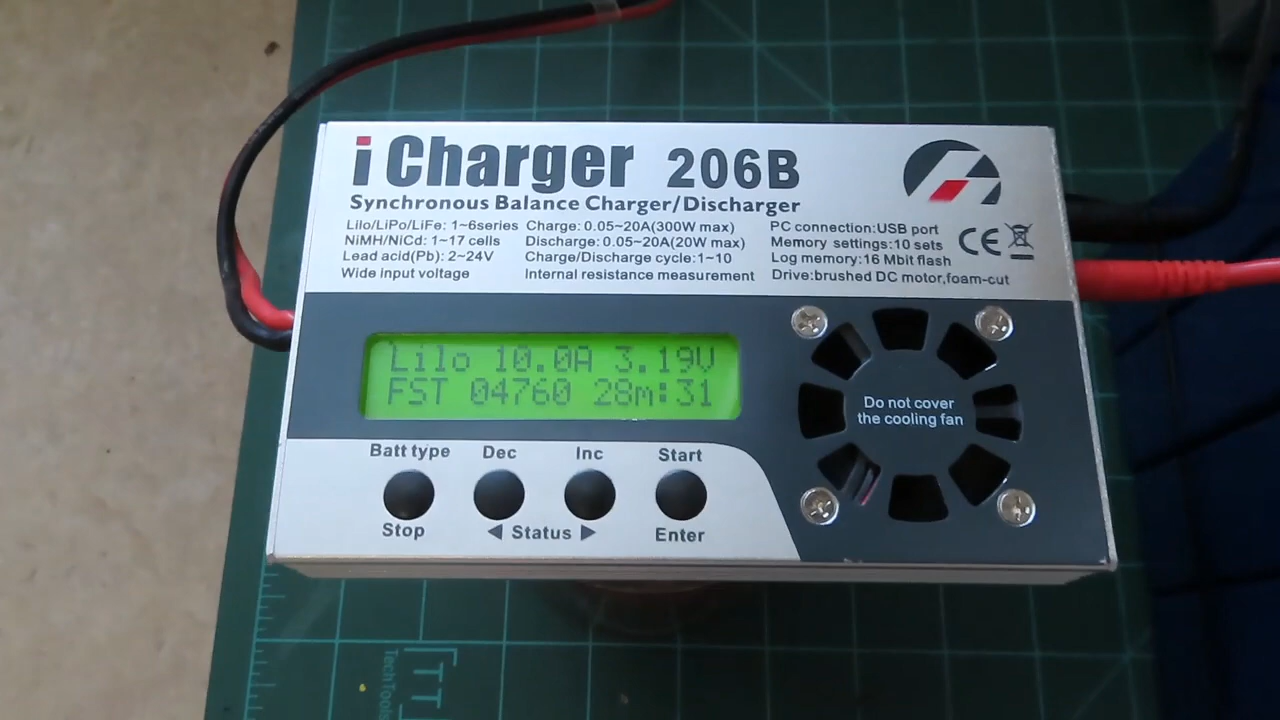 i Charger 206B
Synchronous Balance Charger/Discharger
Lilo/LiPo/LiFe: 1~6series Charge: 0.05~20A(300W max) PC connection:USB port
NiMH/NiCd: 1~17 cells Discharge: 0.05~20A(20W max) Memory settings:10 sets
Lead acid(Pb): 2~24V Charge/Discharge cycle:1~10 Log memory:16 Mbit flash
Wide input voltage Internal resistance measurement Drive:brushed DC motor,foam-cut
CE
LiIo 10.0A 3.19V
FST 04760 28m:31
Do not cover
the cooling fan
Batt type Dec Inc Start
Stop ◀ Status ▶ Enter
TechTools